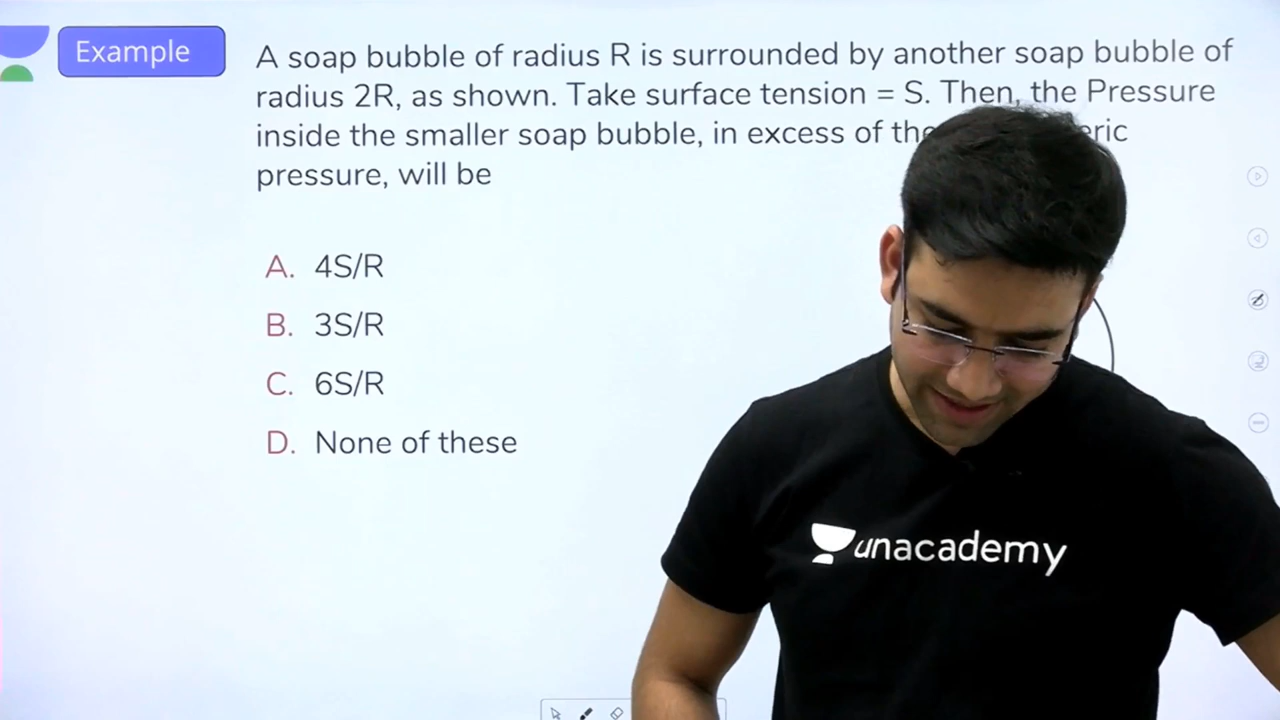 Example
A soap bubble of radius R is surrounded by another soap bubble of
radius 2R, as shown. Take surface tension = S. Then, the Pressure
inside the smaller soap bubble, in excess of
pressure, will be
A. 4S/R
B. 3S/R
C. 6S/R
D. None of these
unacademy